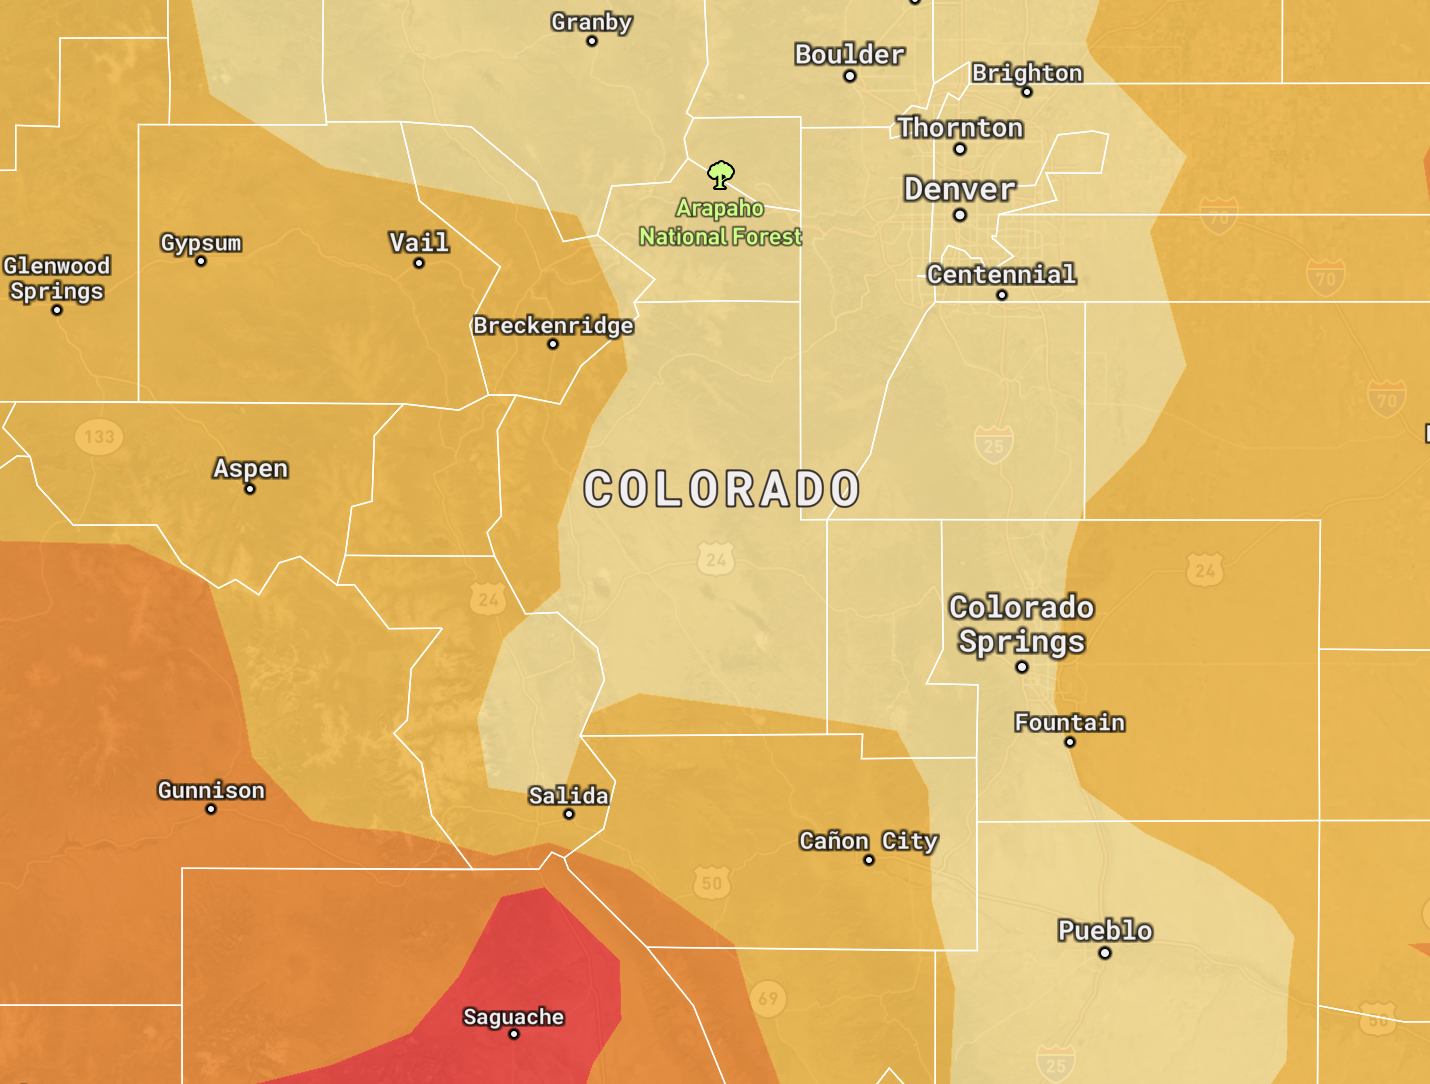 Granby
Boulder
Brighton
Thornton
Denver
Arapaho
National Forest
70
Gypsum
Vail
Glenwood
Springs
Centennial
70
Breckenridge
70
133
25
Aspen
COLORADO
24
24
24
Colorado
Springs
Fountain
Gunnison
Salida
Cañon City
50
Pueblo
69
Saguache
50
25